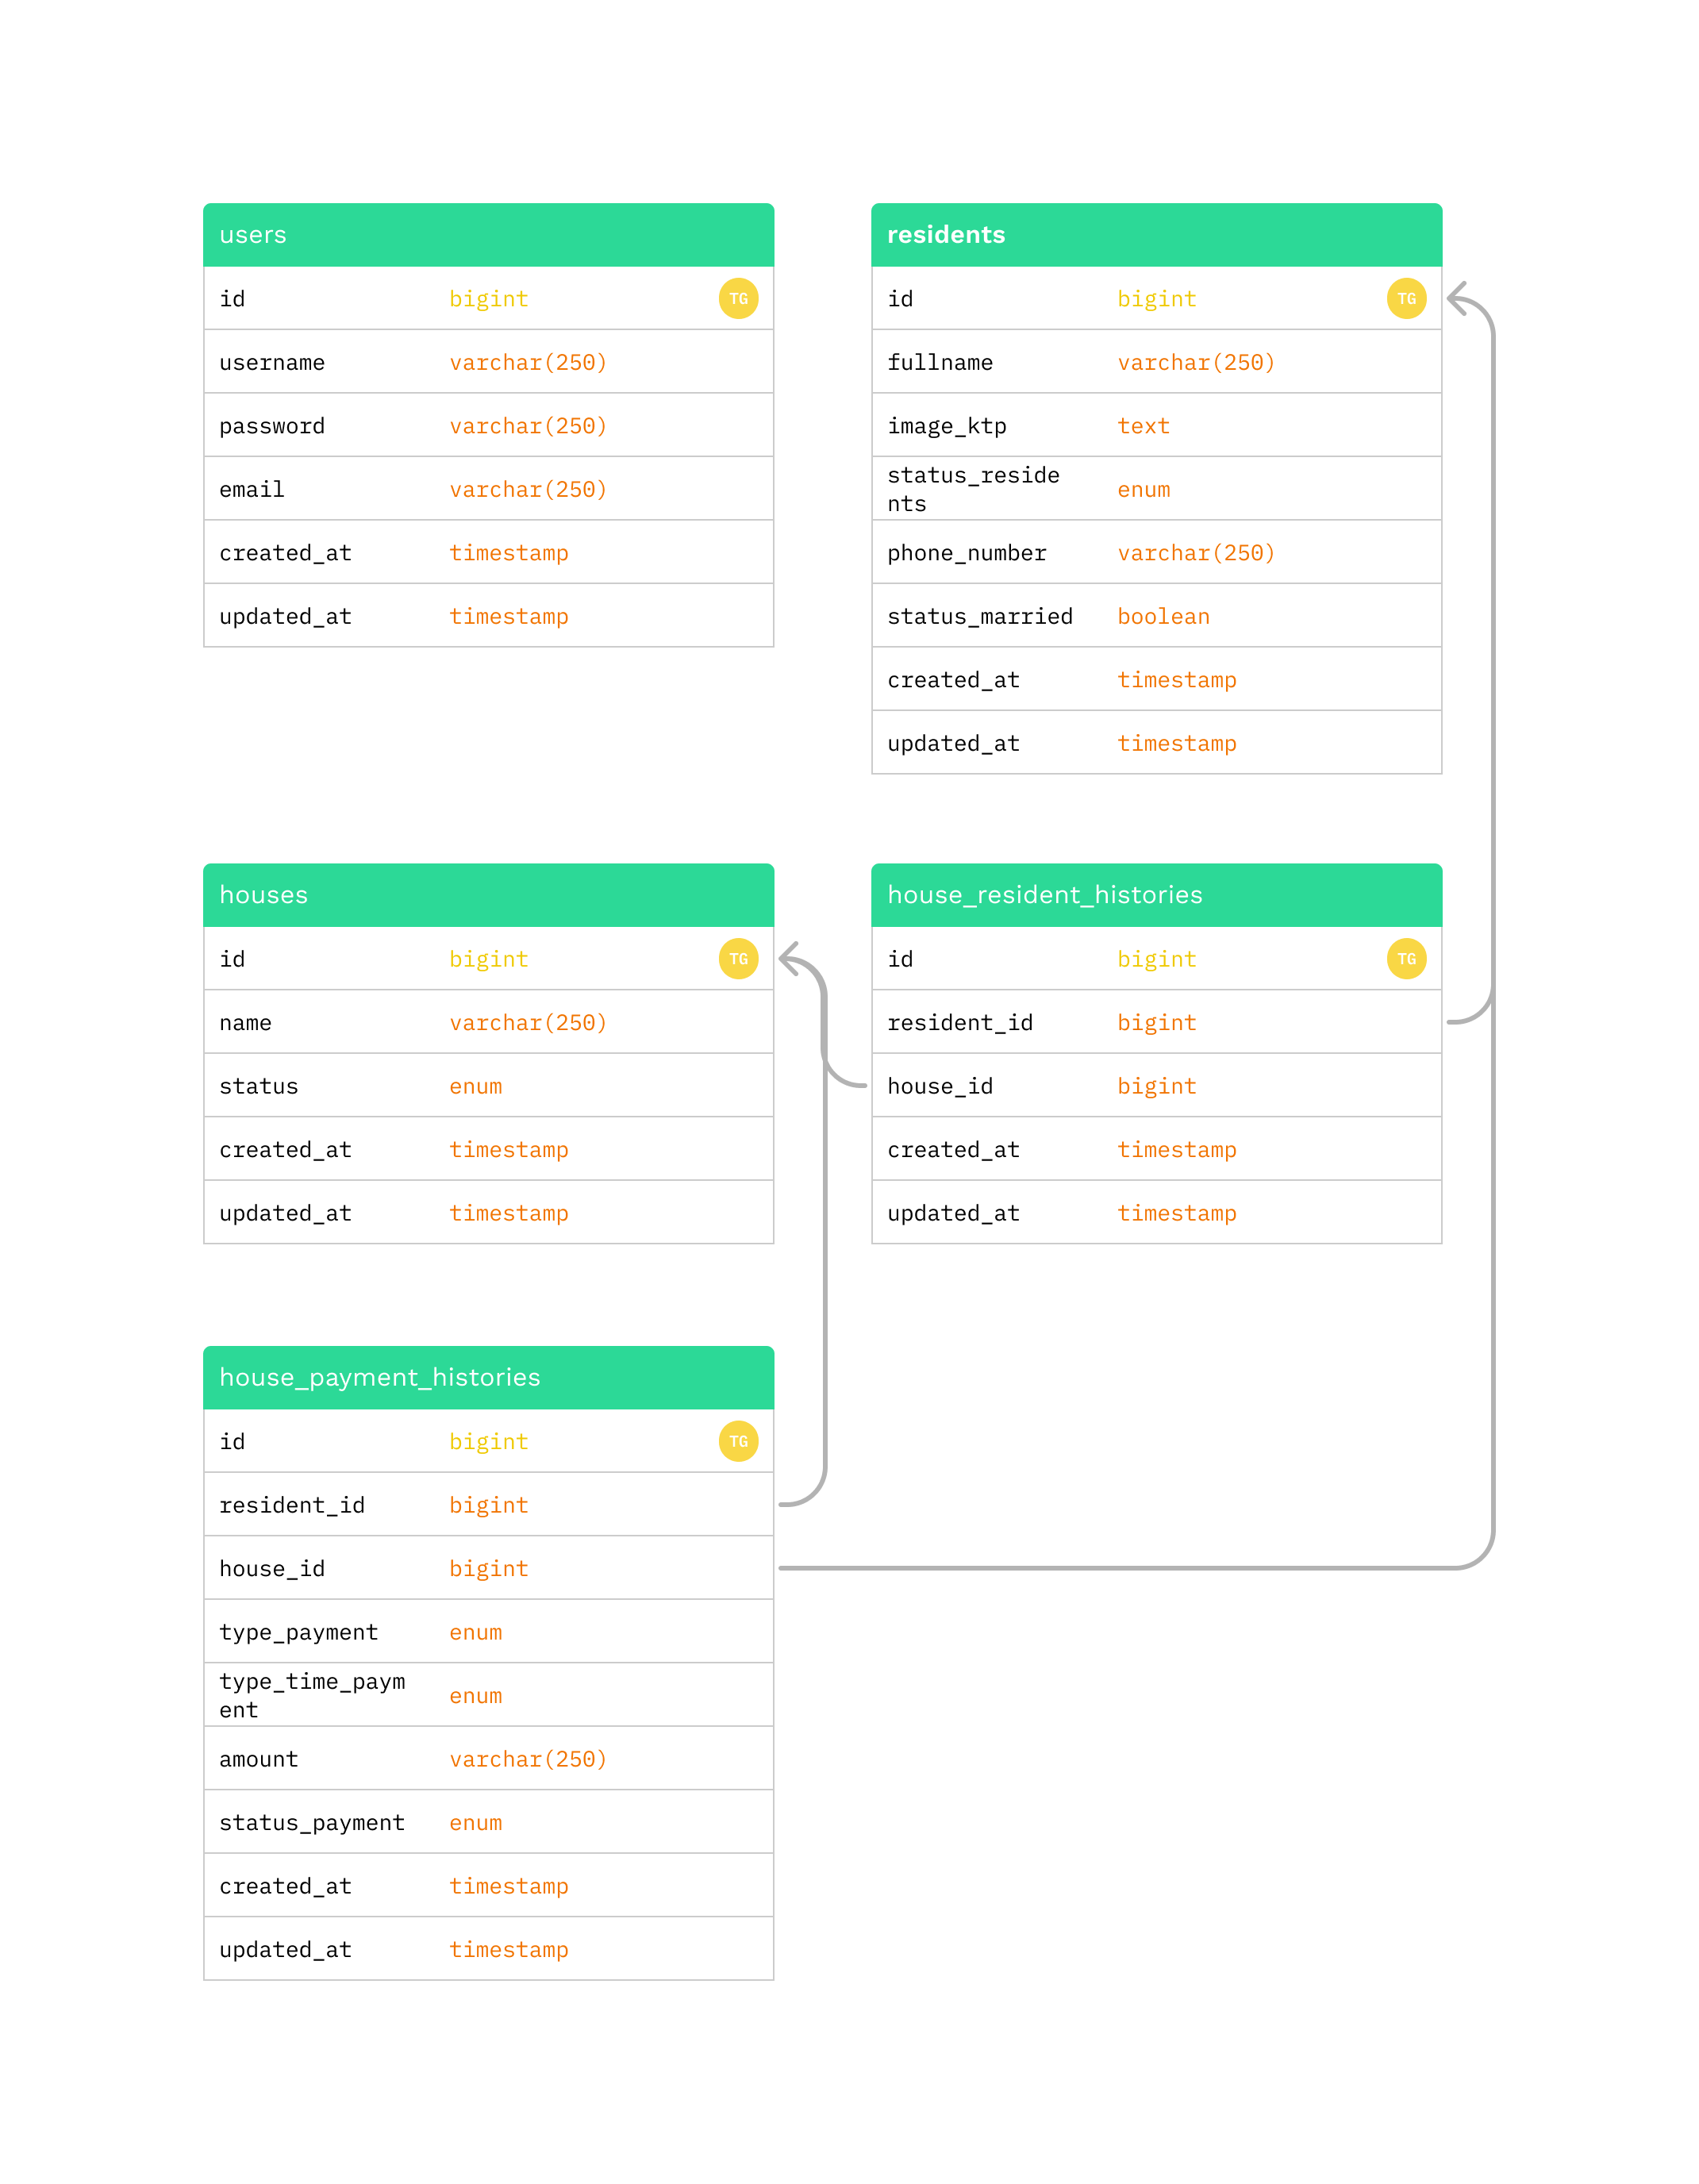 users
id bigint TG
username varchar(250)
password varchar(250)
email varchar(250)
created_at timestamp
updated_at timestamp
residents
id bigint TG
fullname varchar(250)
image_ktp text
status_reside
nts enum
phone_number varchar(250)
status_married boolean
created_at timestamp
updated_at timestamp
houses
id bigint TG
name varchar(250)
status enum
created_at timestamp
updated_at timestamp
house_resident_histories
id bigint TG
resident_id bigint
house_id bigint
created_at timestamp
updated_at timestamp
house_payment_histories
id bigint TG
resident_id bigint
house_id bigint
type_payment enum
type_time_paym
ent enum
amount varchar(250)
status_payment enum
created_at timestamp
updated_at timestamp